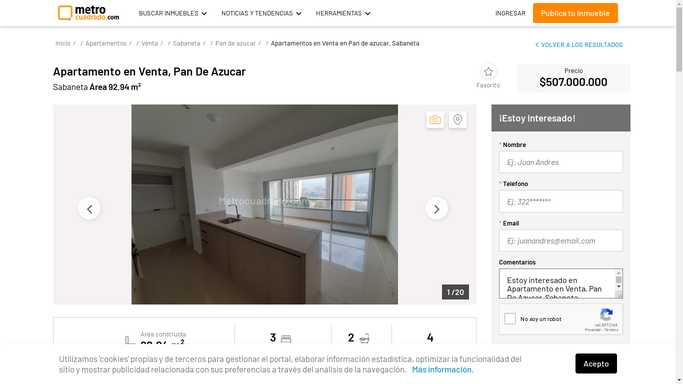 metro
cuadrado.com
BUSCAR INMUEBLES
NOTICIAS Y TENDENCIAS
HERRAMIENTAS
INGRESAR
Publica tu inmueble
Inicio / / Apartamentos / / Venta / / Sabaneta / / Pan de azucar / / Apartamentos en Venta en Pan de azucar, Sabaneta
VOLVER A LOS RESULTADOS
Apartamento en Venta, Pan De Azucar
Sabaneta Área 92.94 m²
Favorito
Precio
$507.000.000
1 / 20
¡Estoy Interesado!
* Nombre
Ej: Juan Andres
* Teléfono
Ej: 322*******
* Email
Ej: juanandres@email.com
Comentarios
Estoy interesado en
Apartamento en Venta, Pan
De Azucar, Sabaneta
No soy un robot
reCAPTCHA
Privacidad - Términos
Área construida
92.94 m²
3
2
4
Utilizamos 'cookies' propias y de terceros para gestionar el portal, elaborar información estadística, optimizar la funcionalidad del
sitio y mostrar publicidad relacionada con sus preferencias a través del análisis de la navegación. Más información.
Acepto